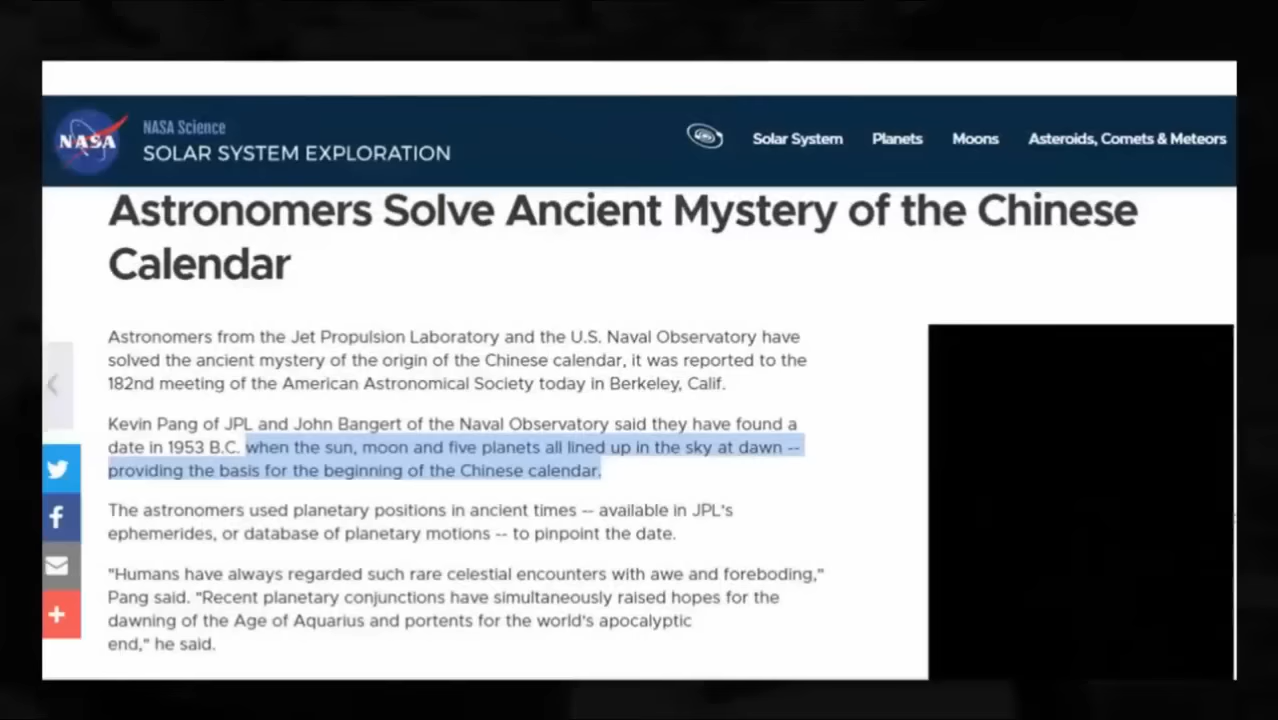 NASA
NASA Science
SOLAR SYSTEM EXPLORATION
Solar System
Planets
Moons
Asteroids, Comets & Meteors
Astronomers Solve Ancient Mystery of the Chinese
Calendar
Astronomers from the Jet Propulsion Laboratory and the U.S. Naval Observatory have
solved the ancient mystery of the origin of the Chinese calendar, it was reported to the
182nd meeting of the American Astronomical Society today in Berkeley, Calif.
Kevin Pang of JPL and John Bangert of the Naval Observatory said they have found a
date in 1953 B.C. when the sun, moon and five planets all lined up in the sky at dawn --
providing the basis for the beginning of the Chinese calendar.
The astronomers used planetary positions in ancient times -- available in JPL's
ephemerides, or database of planetary motions -- to pinpoint the date.
"Humans have always regarded such rare celestial encounters with awe and foreboding,"
Pang said. "Recent planetary conjunctions have simultaneously raised hopes for the
dawning of the Age of Aquarius and portents for the world's apocalyptic
end," he said.